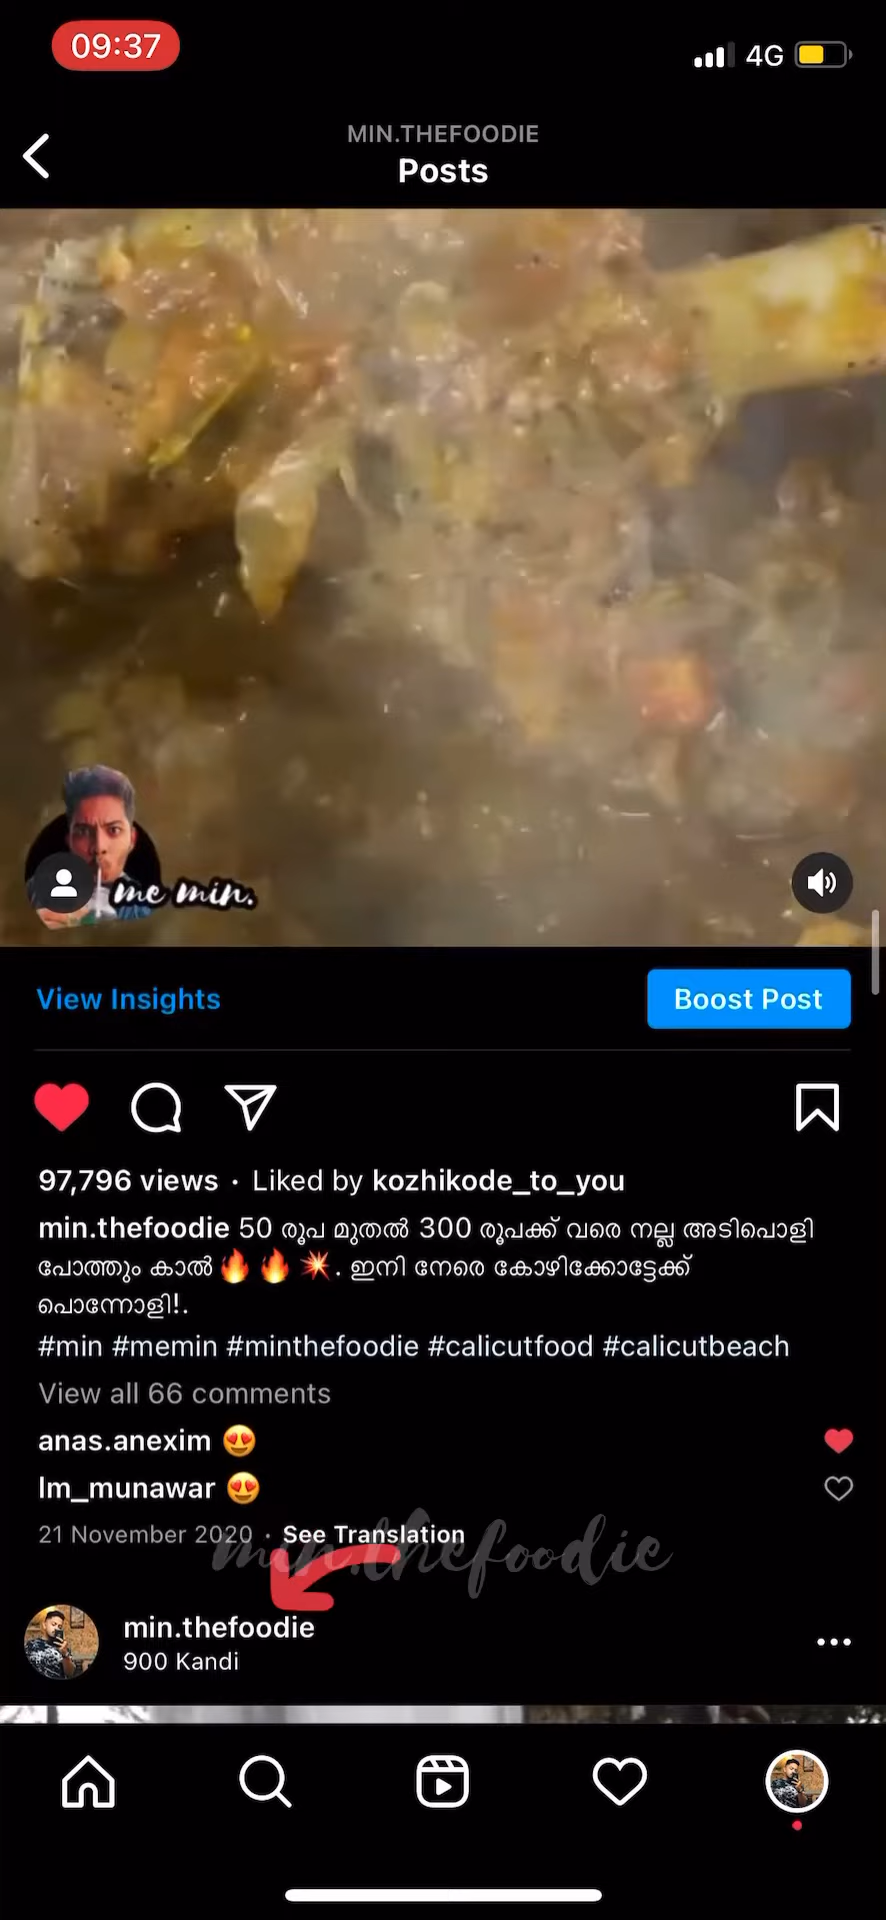 09:37
4G
MIN.THEFOODIE
Posts
me min.
View Insights
Boost Post
97,796 views · Liked by kozhikode_to_you
min.thefoodie 50 രൂപ മുതൽ 300 രൂപക്ക് വരെ നല്ല അടിപൊളി
പോത്തും കാൽ 🔥 🔥 💥. ഇനി നേരെ കോഴിക്കോട്ടേക്ക്
പൊന്നോളി!.
#min #memin #minthefoodie #calicutfood #calicutbeach
View all 66 comments
anas.anexim 😍
lm_munawar 😍
21 November 2020 · See Translation
min.thefoodie
min.thefoodie
900 Kandi